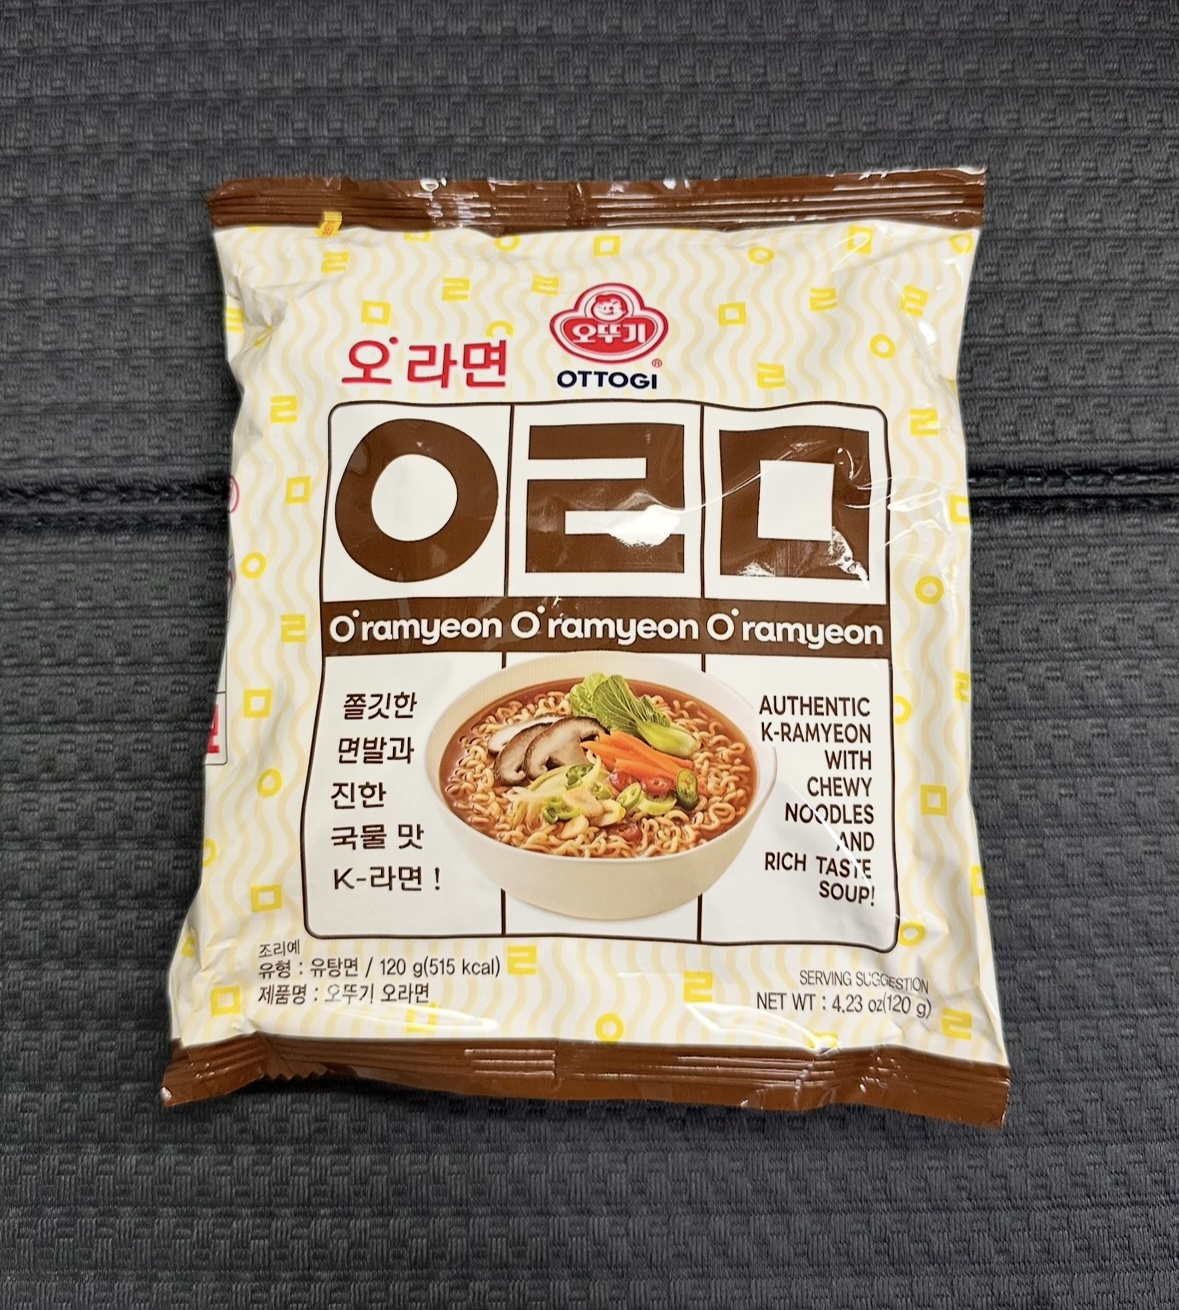 오뚜기
오'라면
OTTOGI
ㅇㄹㅁ
O'ramyeon O'ramyeon O'ramyeon
쫄깃한
면발과
진한
국물 맛
K-라면 !
AUTHENTIC
K-RAMYEON
WITH
CHEWY
NOODLES
AND
RICH TASTE
SOUP!
조리예
유형 : 유탕면 / 120 g(515 kcal)
제품명 : 오뚜기 오라면
SERVING SUGGESTION
NET WT : 4.23 oz(120 g)